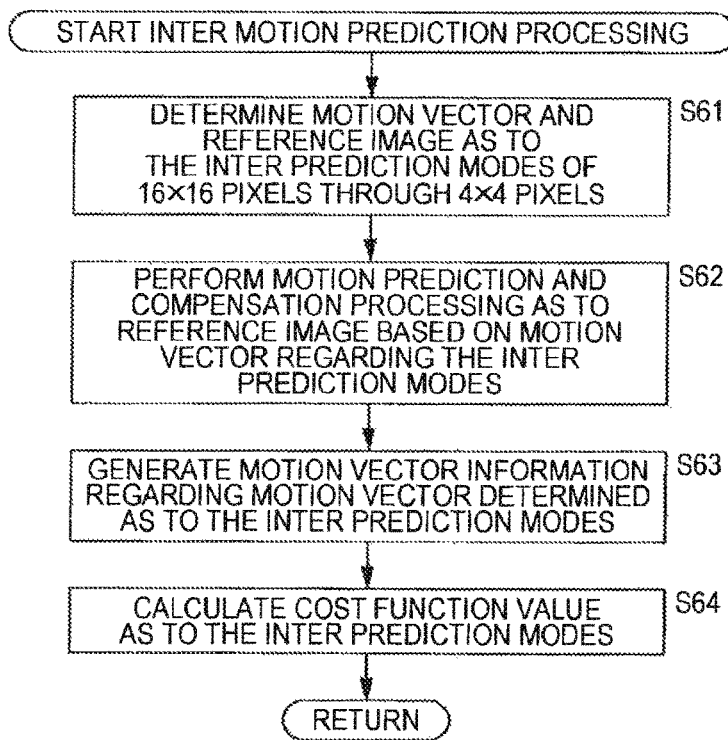 START INTER MOTION PREDICTION PROCESSING
S61
DETERMINE MOTION VECTOR AND
REFERENCE IMAGE AS TO
THE INTER PREDICTION MODES OF
16×16 PIXELS THROUGH 4×4 PIXELS
S62
PERFORM MOTION PREDICTION AND
COMPENSATION PROCESSING AS TO
REFERENCE IMAGE BASED ON MOTION
VECTOR REGARDING THE INTER
PREDICTION MODES
S63
GENERATE MOTION VECTOR INFORMATION
REGARDING MOTION VECTOR DETERMINED
AS TO THE INTER PREDICTION MODES
S64
CALCULATE COST FUNCTION VALUE
AS TO THE INTER PREDICTION MODES
RETURN